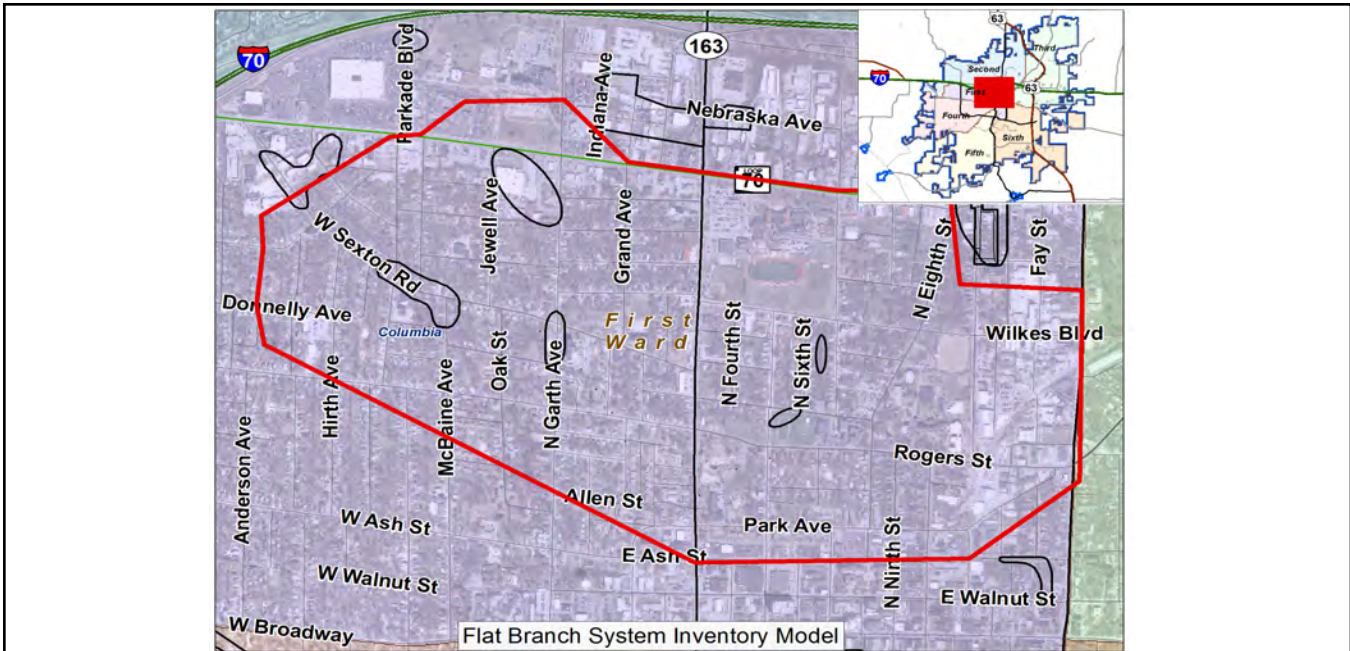 70
Parkade Blvd
Indiana Ave
163
Nebraska Ave
LOOP
70
W Sexton Rd
Jewell Ave
Grand Ave
N Eighth St
Fay St
Donnelly Ave
Columbia
First
Ward
Wilkes Blvd
Hirth Ave
McBaine Ave
Oak St
N Garth Ave
N Fourth St
N Sixth St
Rogers St
Anderson Ave
Allen St
W Ash St
Park Ave
E Ash St
N Ninth St
W Walnut St
E Walnut St
W Broadway
Flat Branch System Inventory Model
63
Third
Second
70
First
63
Fourth
Sixth
Fifth